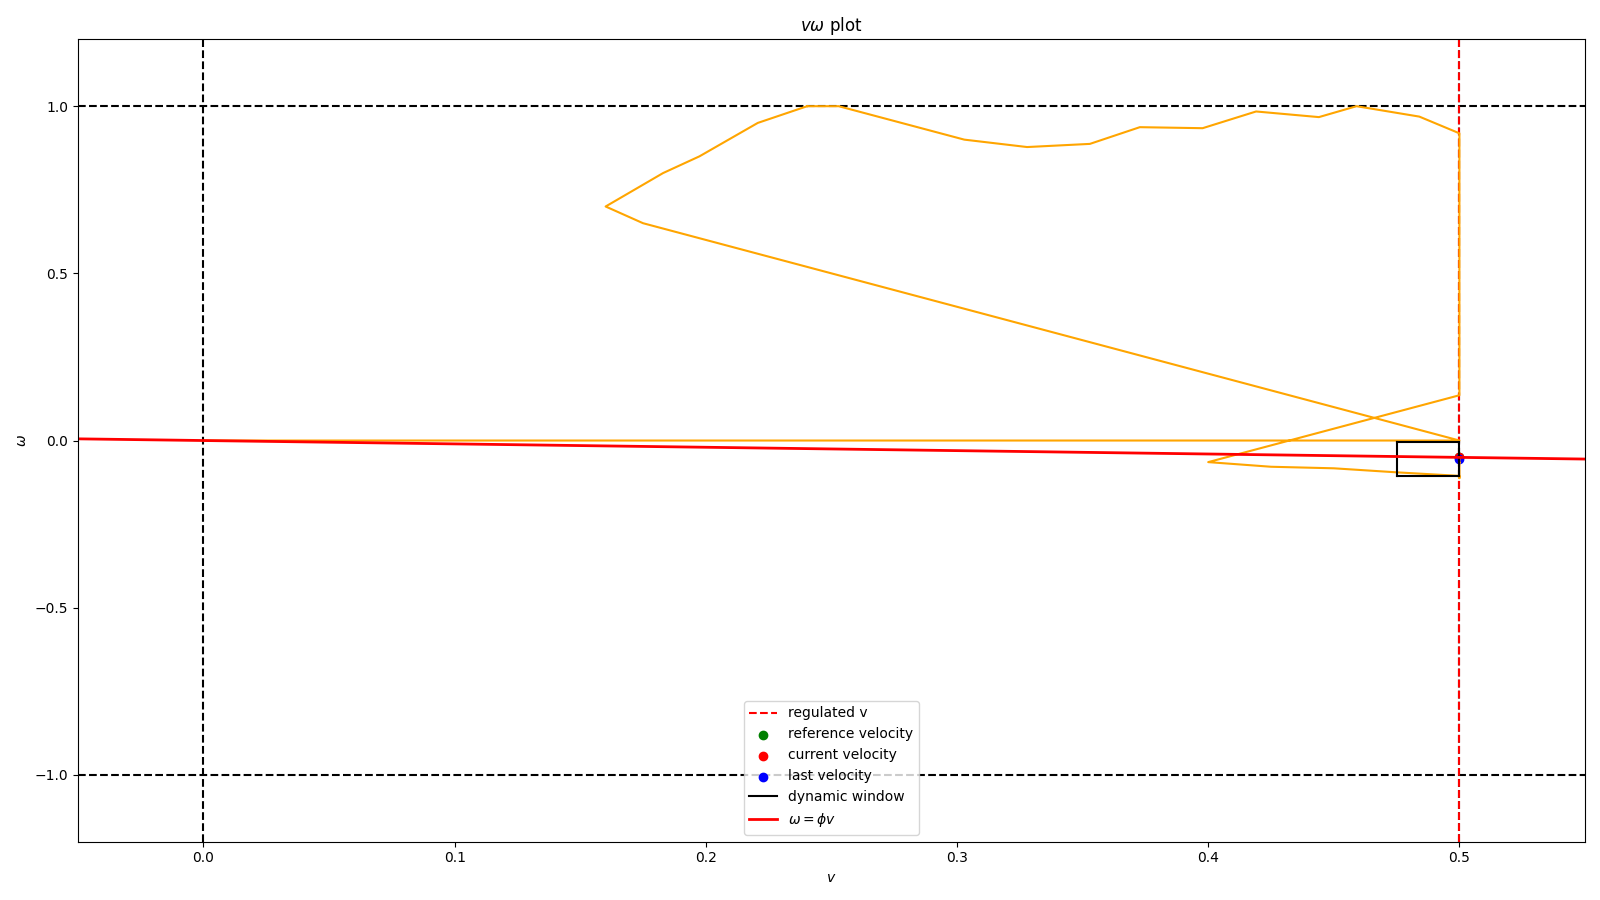 vω plot
1.0
0.5
0.0
−0.5
−1.0
ω
0.0 0.1 0.2 0.3 0.4 0.5
v
regulated v
reference velocity
current velocity
last velocity
dynamic window
ω = ϕv